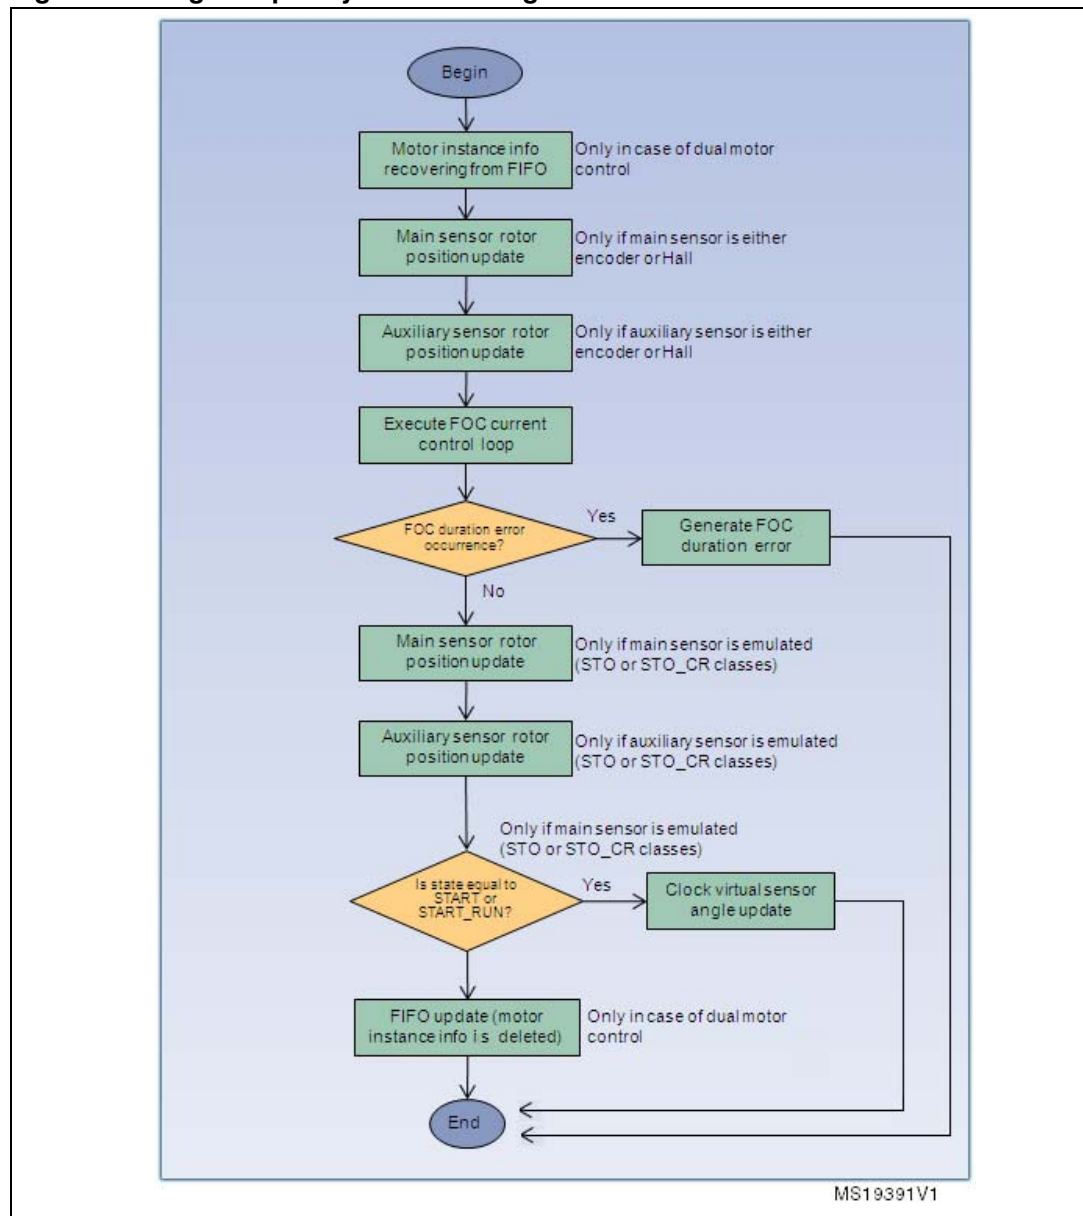 Begin
Motor instance info
recovering from FIFO
Only in case of dual motor
control
Main sensor rotor
position update
Only if main sensor is either
encoder or Hall
Auxiliary sensor rotor
position update
Only if auxiliary sensor is either
encoder or Hall
Execute FOC current
control loop
FOC duration error
occurrence?
Yes
Generate FOC
duration error
No
Main sensor rotor
position update
Only if main sensor is emulated
(STO or STO_CR classes)
Auxiliary sensor rotor
position update
Only if auxiliary sensor is emulated
(STO or STO_CR classes)
Only if main sensor is emulated
(STO or STO_CR classes)
Is state equal to
START or
START_RUN?
Yes
Clock virtual sensor
angle update
FIFO update (motor
instance info is deleted)
Only in case of dual motor
control
End
MS19391V1